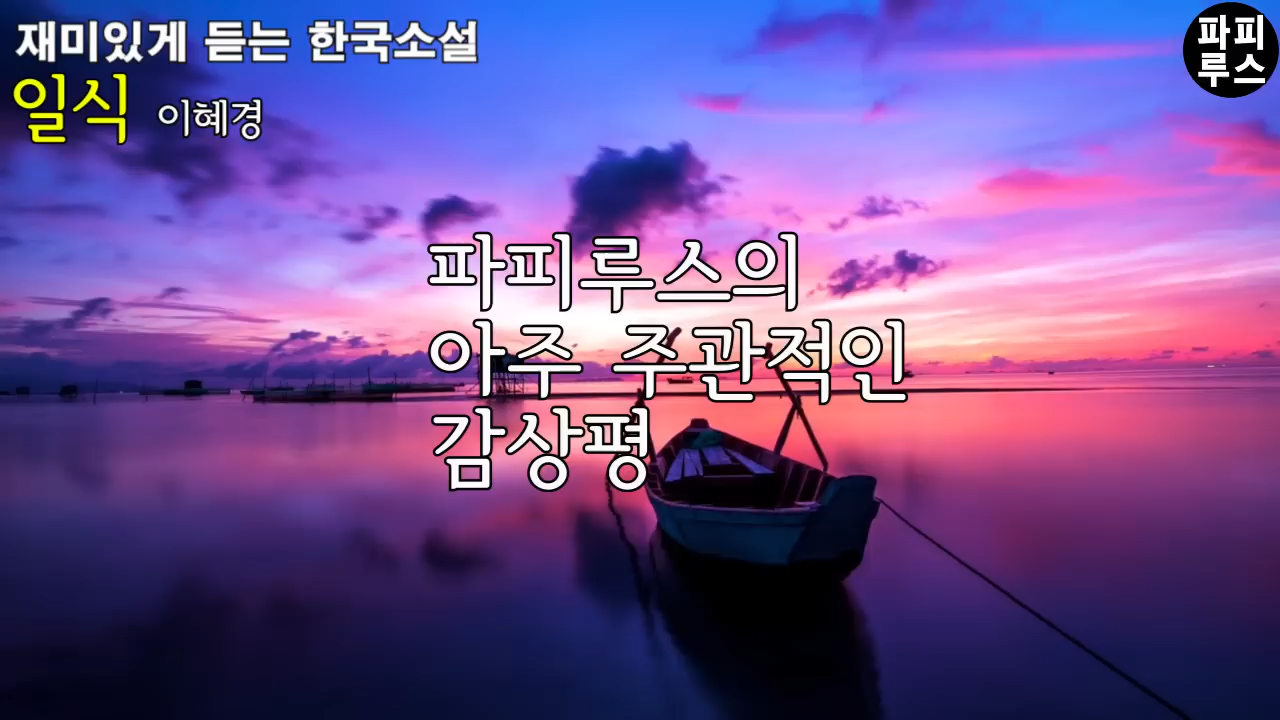 재미있게 듣는 한국소설
일식 이혜경
파피
루스
파피루스의
아주 주관적인
감상평